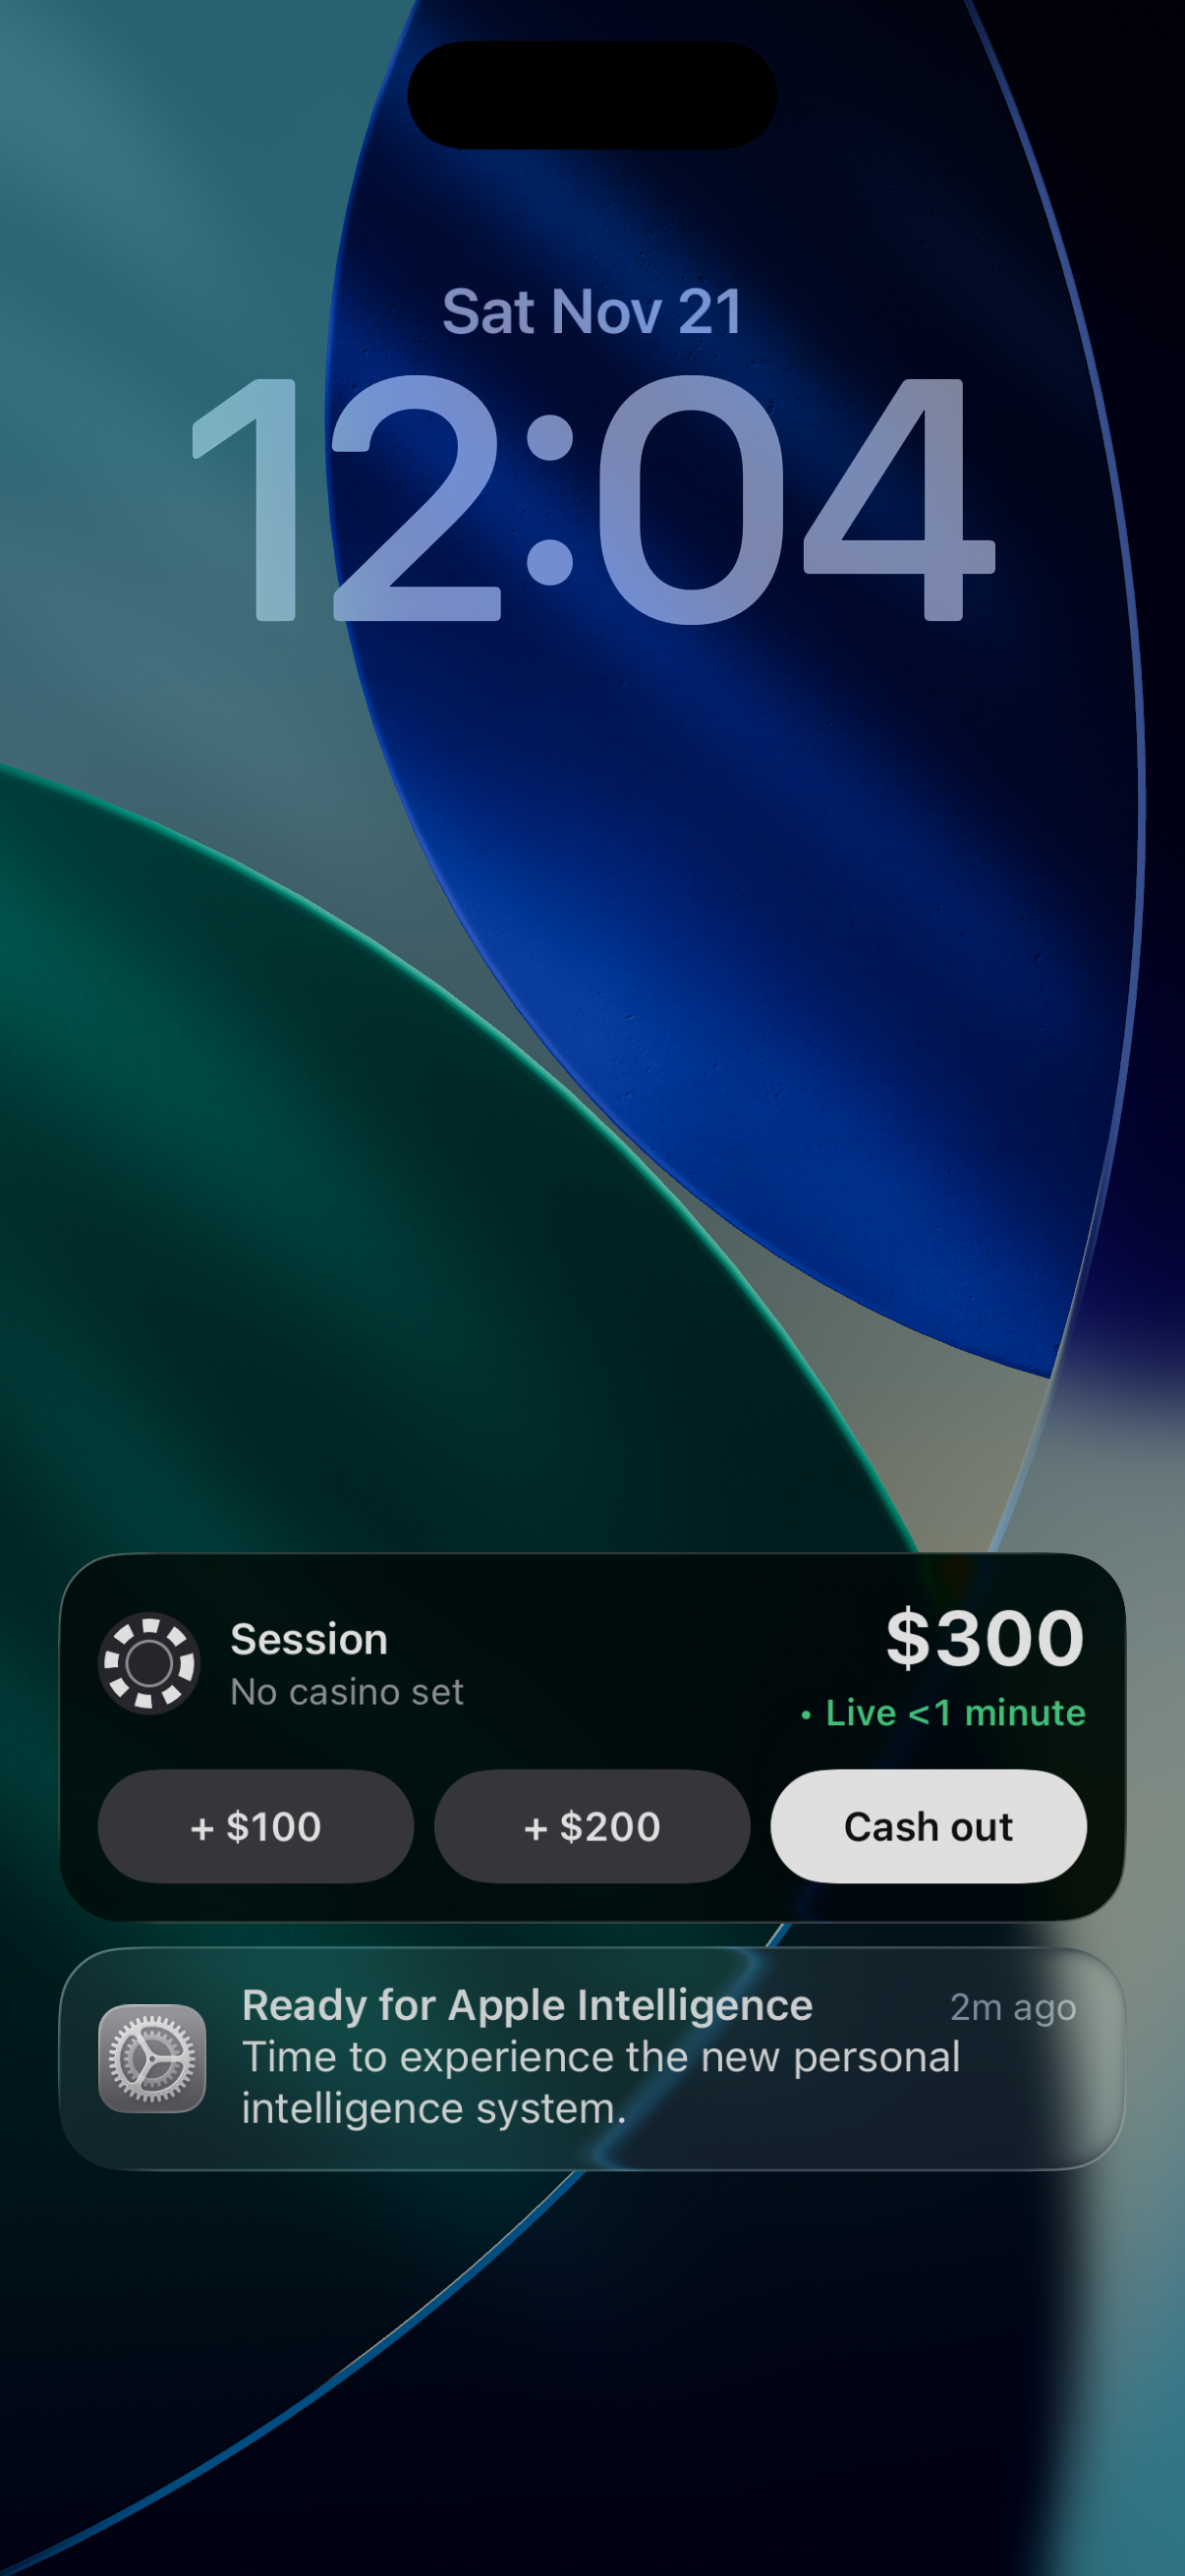 Sat Nov 21
12:04
Session
No casino set
$300
• Live <1 minute
+ $100
+ $200
Cash out
Ready for Apple Intelligence
2m ago
Time to experience the new personal
intelligence system.